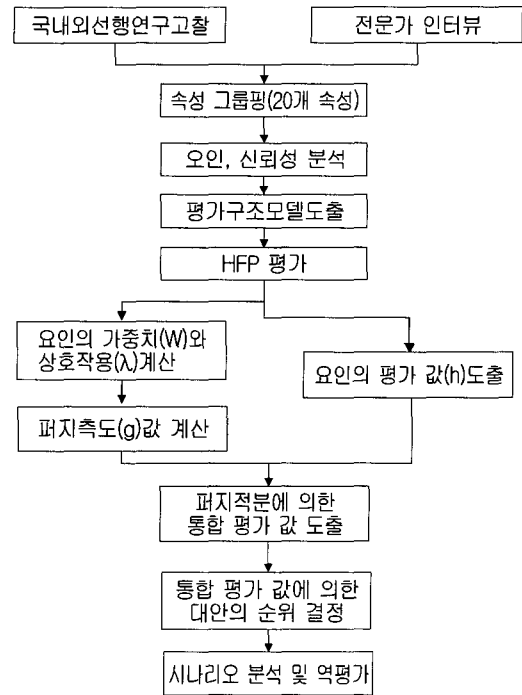 국내외선행연구고찰
전문가 인터뷰
속성 그룹핑(20개 속성)
오인, 신뢰성 분석
평가구조모델도출
HFP 평가
요인의 가중치(W)와
상호작용(λ)계산
요인의 평가 값(h)도출
퍼지측도(g)값 계산
퍼지적분에 의한
통합 평가 값 도출
통합 평가 값에 의한
대안의 순위 결정
시나리오 분석 및 역평가